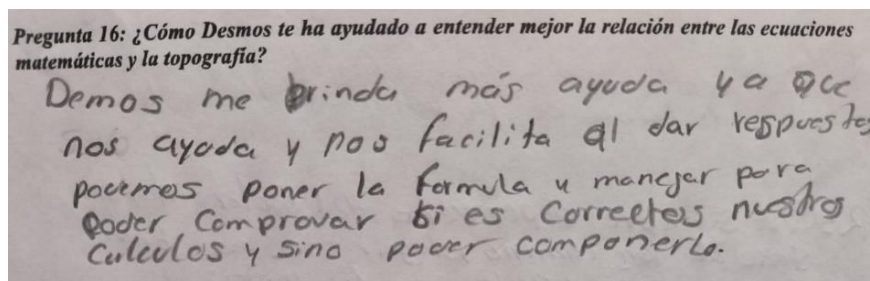 Pregunta 16: ¿Cómo Desmos te ha ayudado a entender mejor la relación entre las ecuaciones
matemáticas y la topografía?
Demos me brinda más ayuda ya que
nos ayuda y nos facilita al dar respuestas
podemos poner la formula y manejar para
poder Comprovar si es Correctos nuestros
Calculos y sino poder componerlo.